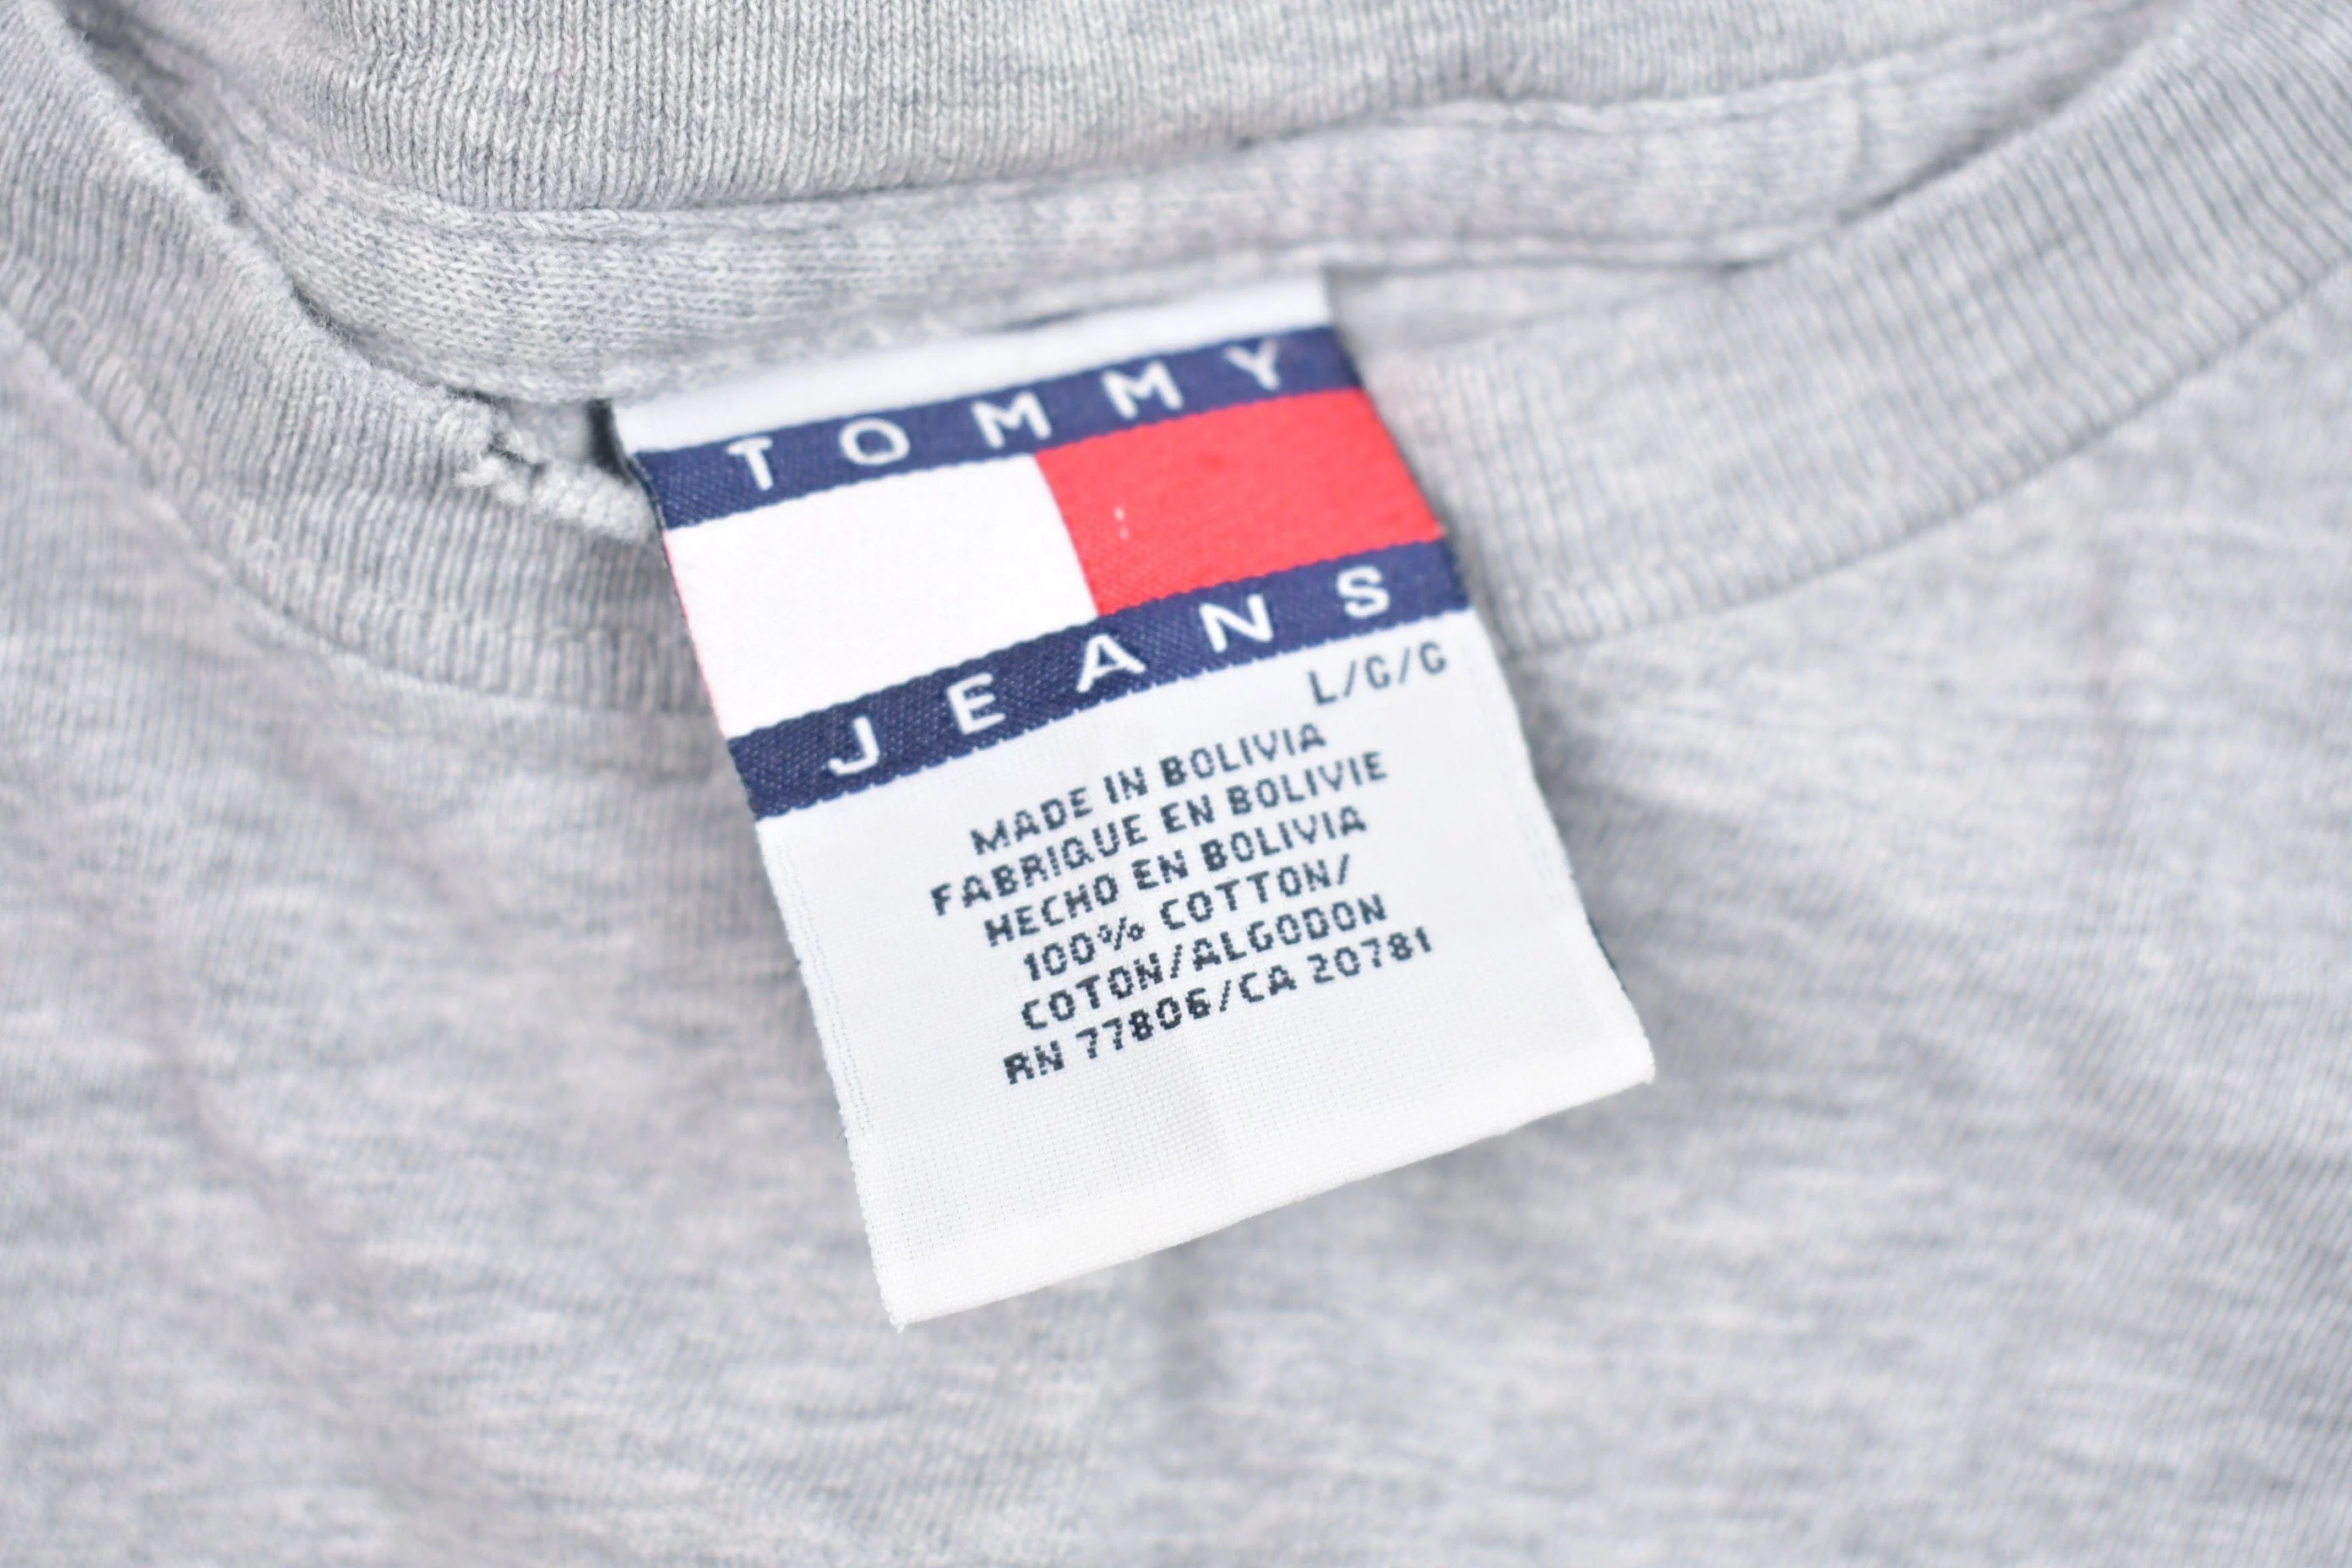 TOMMY
JEANS
L/G/G
MADE IN BOLIVIA
FABRIQUE EN BOLIVIE
HECHO EN BOLIVIA
100% COTTON/
COTON/ALGODON
RN 77806/CA 20781